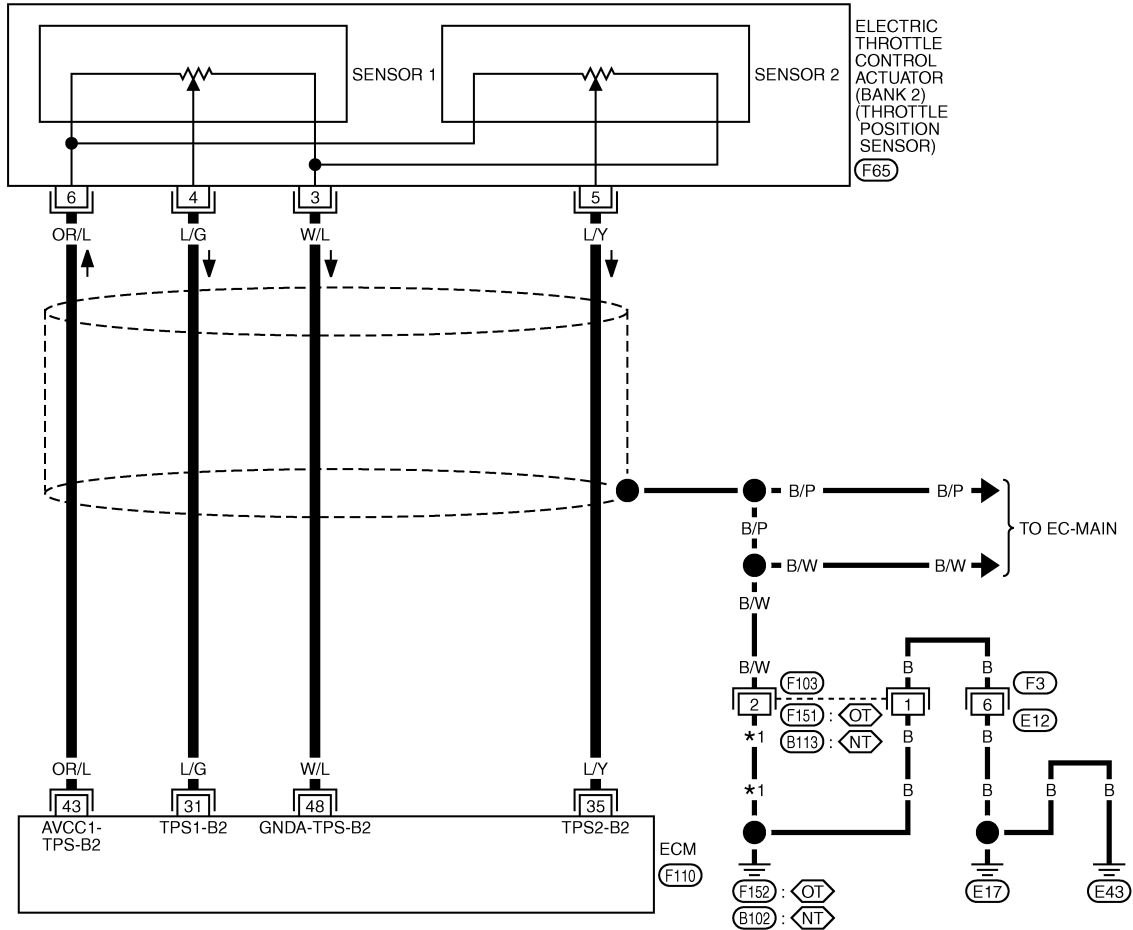 ELECTRIC
THROTTLE
CONTROL
ACTUATOR
(BANK 2)
(THROTTLE
POSITION
SENSOR)
F65
SENSOR 1
SENSOR 2
6
4
3
5
OR/L
L/G
W/L
L/Y
B/P
B/P
TO EC-MAIN
B/P
B/W
B/W
B/W
B/W
B
B
F103
F3
2
1
6
F151 : OT
E12
B113 : NT
*1
B
B
*1
B
B
B
B
OR/L
L/G
W/L
L/Y
43
31
48
35
AVCC1-
TPS-B2
TPS1-B2
GNDA-TPS-B2
TPS2-B2
ECM
F110
F152 : OT
B102 : NT
E17
E43